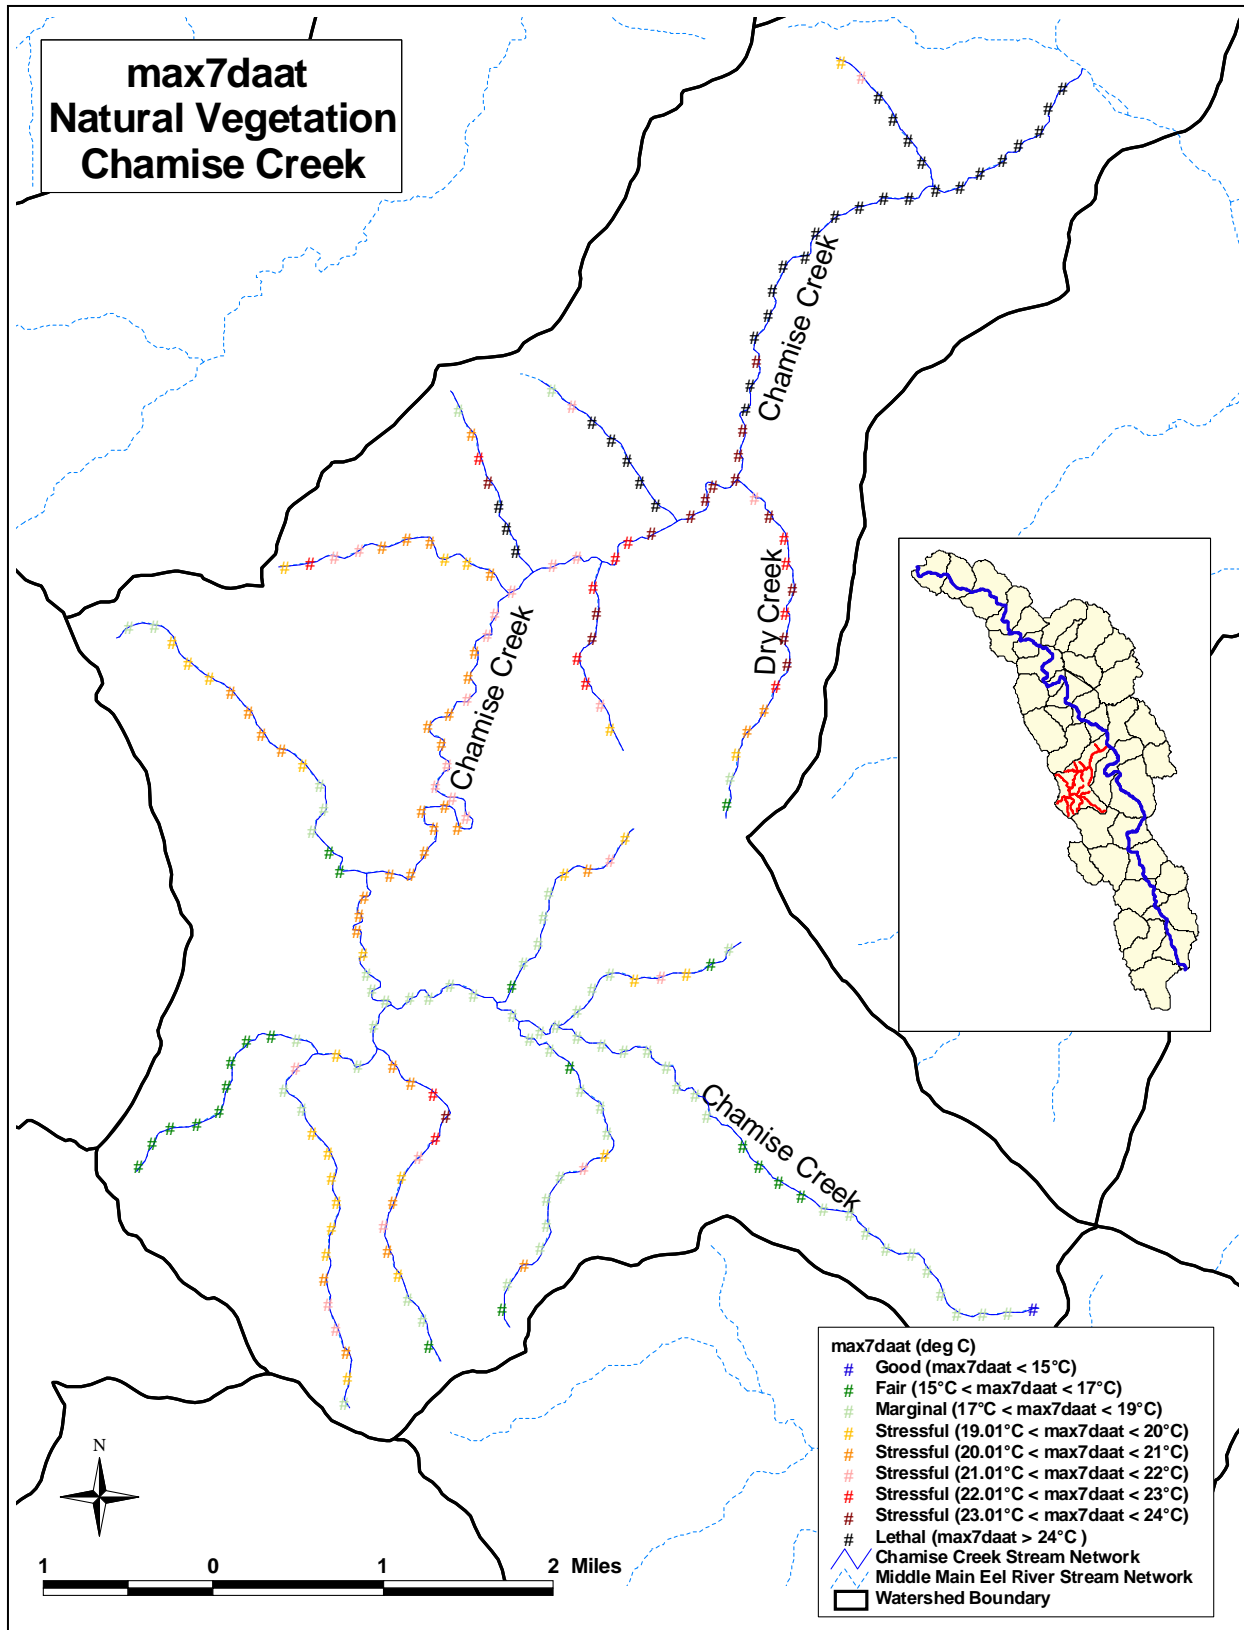 max7daat
Natural Vegetation
Chamise Creek
Chamise Creek
Chamise Creek
Dry Creek
Chamise Creek
max7daat (deg C)
# Good (max7daat < 15°C)
# Fair (15°C < max7daat < 17°C)
# Marginal (17°C < max7daat < 19°C)
# Stressful (19.01°C < max7daat < 20°C)
# Stressful (20.01°C < max7daat < 21°C)
# Stressful (21.01°C < max7daat < 22°C)
# Stressful (22.01°C < max7daat < 23°C)
# Stressful (23.01°C < max7daat < 24°C)
# Lethal (max7daat > 24°C )
Chamise Creek Stream Network
Middle Main Eel River Stream Network
Watershed Boundary
N
1 0 1 2 Miles